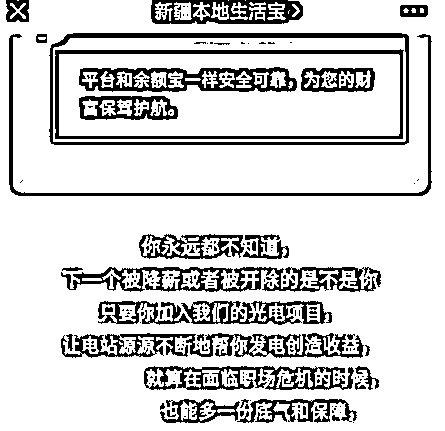 新疆本地生活宝
平台和余额宝一样安全可靠，为您的财
富保驾护航。
你永远都不知道，
下一个被降薪或者被开除的是不是你
只要你加入我们的光电项目，
让电站源源不断地帮你发电创造收益，
就算在面临职场危机的时候，
也能多一份底气和保障，